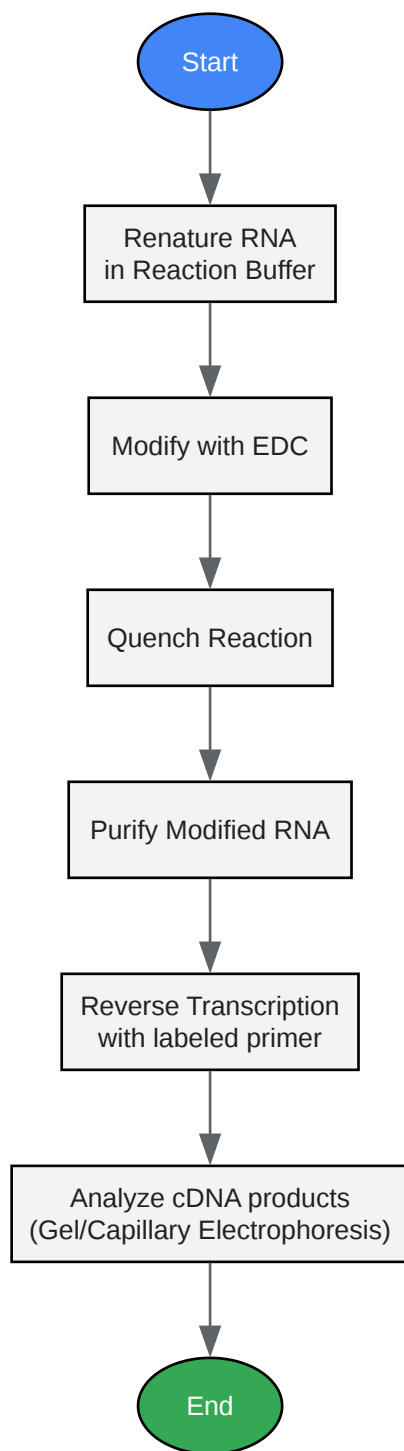 Start
Renature RNA
in Reaction Buffer
Modify with EDC
Quench Reaction
Purify Modified RNA
Reverse Transcription
with labeled primer
Analyze cDNA products
(Gel/Capillary Electrophoresis)
End